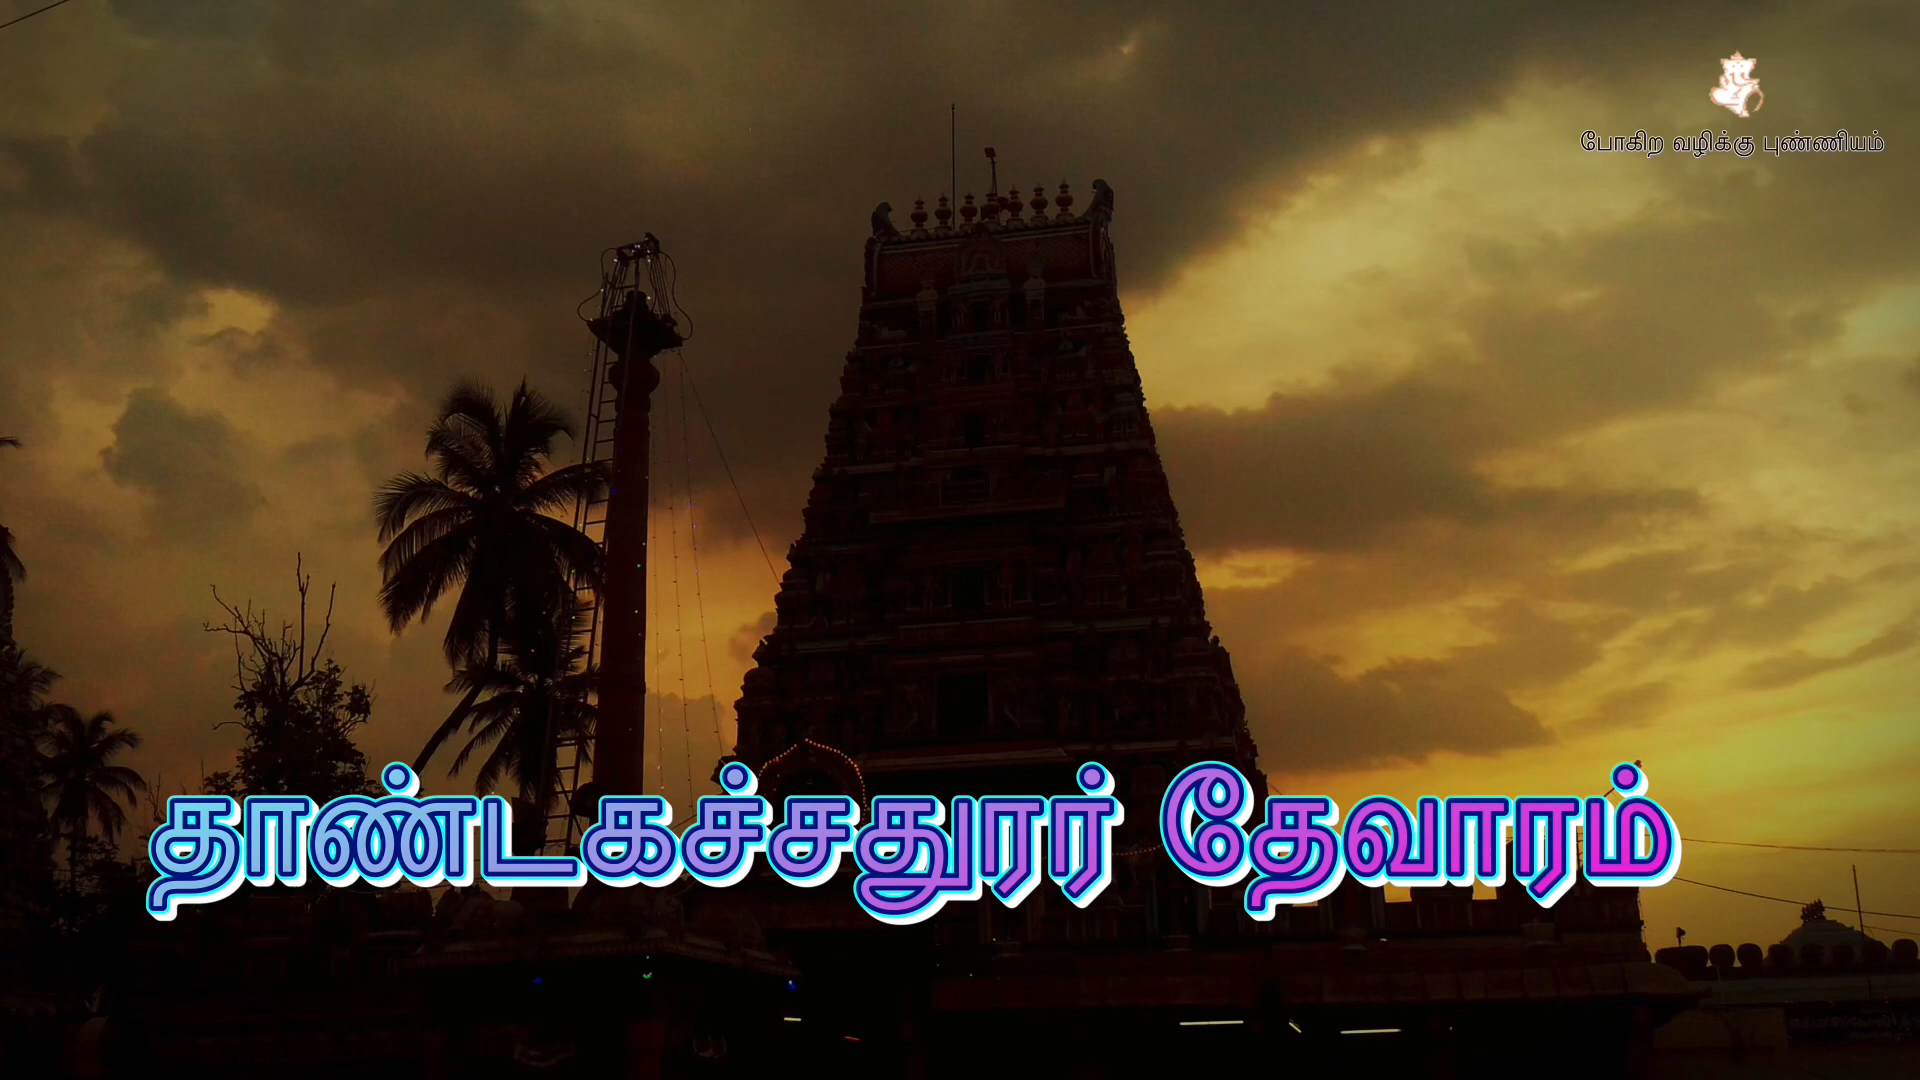 போகிற வழிக்கு புண்ணியம்
தாண்டகச்சதுரர் தேவாரம்